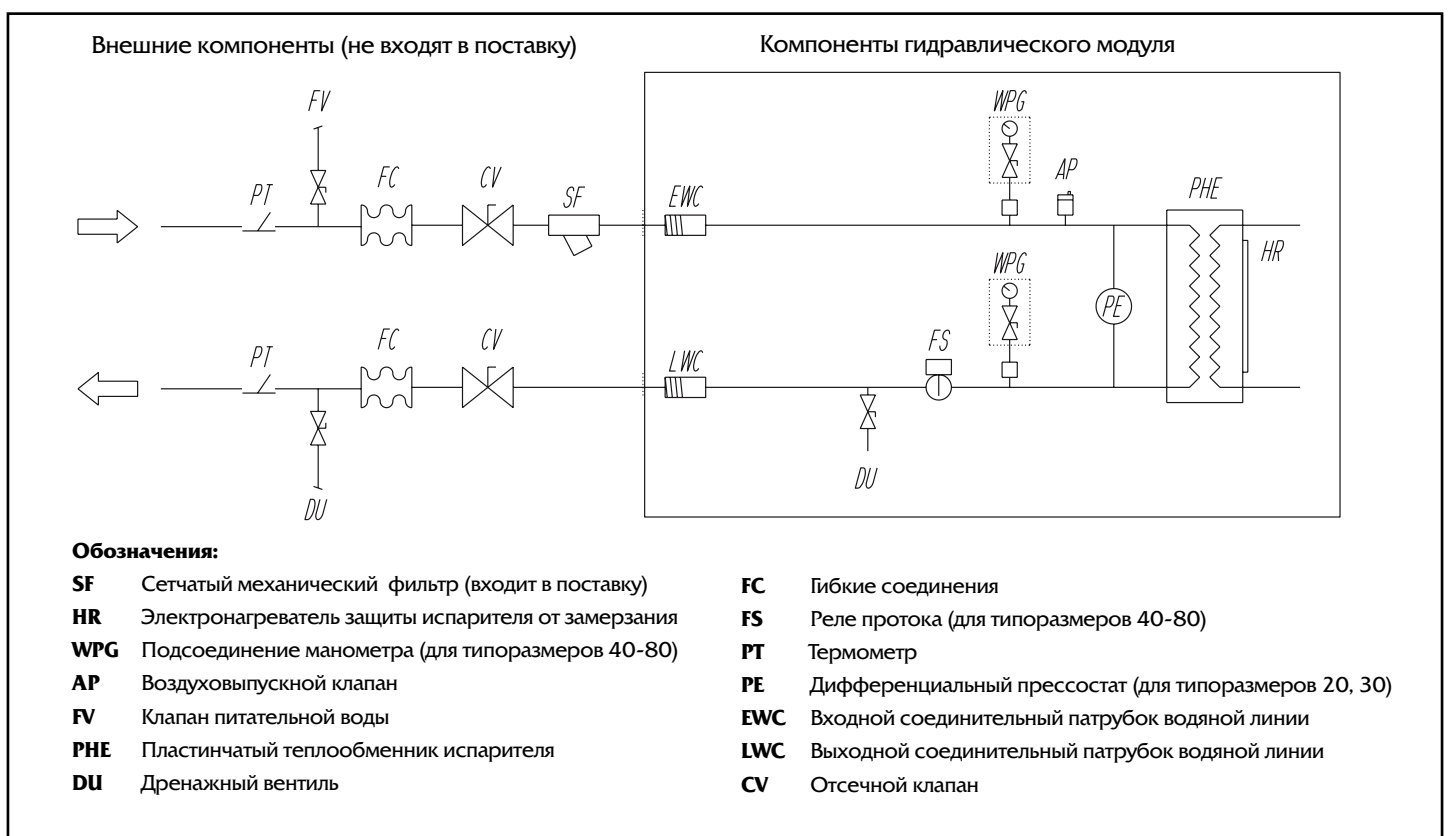 Внешние компоненты (не входят в поставку)
Компоненты гидравлического модуля
FV
WPG
PT
FC
CV
SF
EWC
AP
PHE
HR
WPG
PE
PT
FC
CV
LWC
FS
DU
DU
Обозначения:
SF Сетчатый механический фильтр (входит в поставку)
HR Электронагреватель защиты испарителя от замерзания
WPG Подсоединение манометра (для типоразмеров 40-80)
AP Воздуховыпускной клапан
FV Клапан питательной воды
PHE Пластинчатый теплообменник испарителя
DU Дренажный вентиль
FC Гибкие соединения
FS Реле протока (для типоразмеров 40-80)
PT Термометр
PE Дифференциальный прессостат (для типоразмеров 20, 30)
EWC Входной соединительный патрубок водяной линии
LWC Выходной соединительный патрубок водяной линии
CV Отсечной клапан